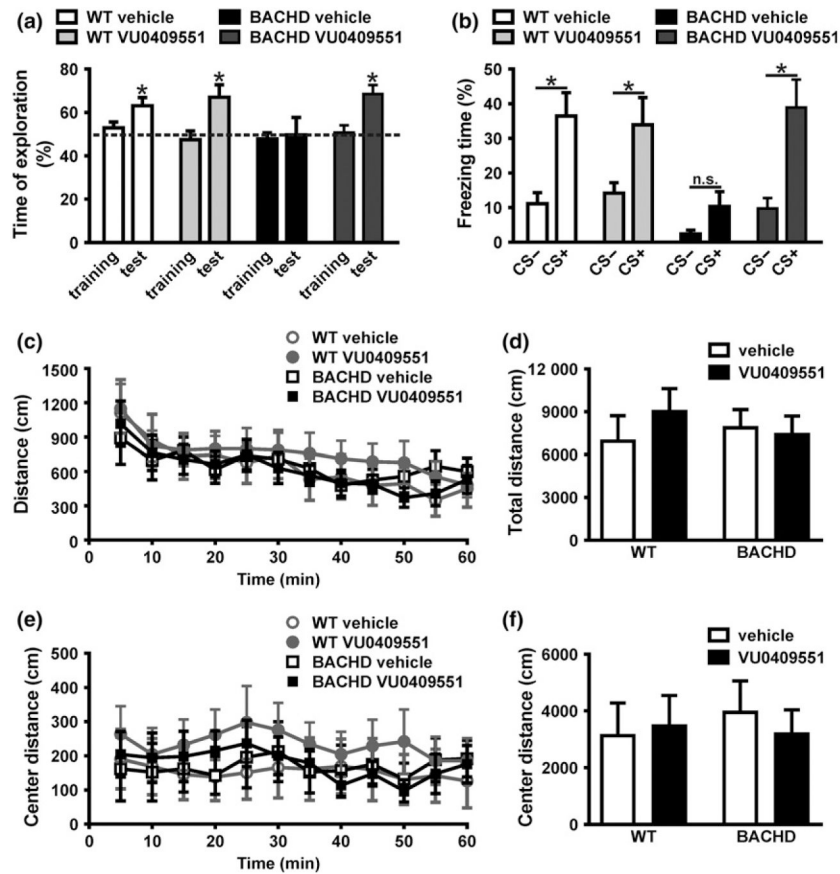 (a)
WT vehicle
BACHD vehicle
WT VU0409551
BACHD VU0409551
Time of exploration
(%)
80
60
40
20
0
*
*
*
training
test
training
test
training
test
training
test
(b)
WT vehicle
BACHD vehicle
WT VU0409551
BACHD VU0409551
Freezing time (%)
50
40
30
20
10
0
*
*
n.s.
*
CS–
CS+
CS–
CS+
CS–
CS+
CS–
CS+
(c)
WT vehicle
WT VU0409551
BACHD vehicle
BACHD VU0409551
Distance (cm)
1500
1200
900
600
300
0
0 10 20 30 40 50 60
Time (min)
(d)
vehicle
VU0409551
Total distance (cm)
12 000
9000
6000
3000
0
WT BACHD
(e)
WT vehicle
WT VU0409551
BACHD vehicle
BACHD VU0409551
Center distance (cm)
500
400
300
200
100
0
0 10 20 30 40 50 60
Time (min)
(f)
vehicle
VU0409551
Center distance (cm)
8000
6000
4000
2000
0
WT BACHD